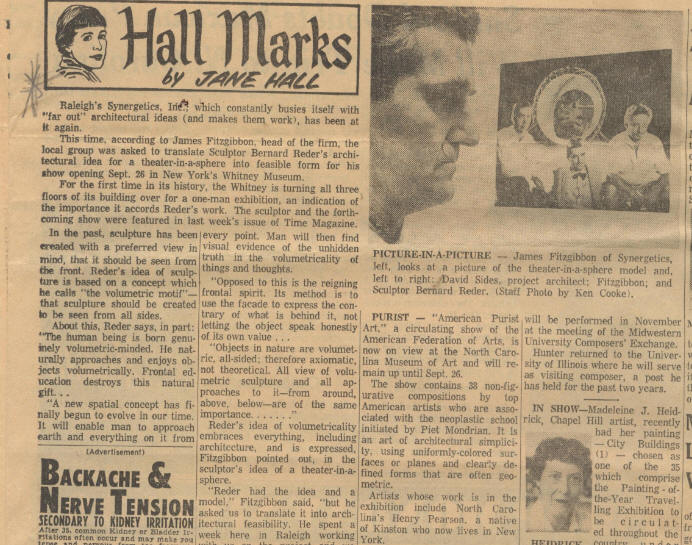 Hall Marks
by JANE HALL
Raleigh's Synergetics, Inc., which constantly busies itself with
"far out" architectural ideas (and makes them work), has been at
it again.
This time, according to James Fitzgibbon, head of the firm, the
local group was asked to translate Sculptor Bernard Reder's archi-
tectural idea for a theater-in-a-sphere into feasible form for his
show opening Sept. 26 in New York's Whitney Museum.
For the first time in its history, the Whitney is turning all three
floors of its building over for a one-man exhibition, an indication of
the importance it accords Reder's work. The sculptor and the forth-
coming show were featured in last week's issue of Time Magazine.
In the past, sculpture has been
created with a preferred view in
mind, that it should be seen from
the front. Reder's idea of sculp-
ture is based on a concept which
he calls "the volumetric motif"—
that sculpture should be created
to be seen from all sides.
About this, Reder says, in part:
"The human being is born genu-
inely volumetric-minded. He nat-
urally approaches and enjoys ob-
jects volumetrically. Frontal ed-
ucation destroys this natural
gift. . .
"A new spatial concept has fi-
nally begun to evolve in our time.
It will enable man to approach
earth and everything on it from
(Advertisement)
BACKACHE &
NERVE TENSION
SECONDARY TO KIDNEY IRRITATION
After 35, common Kidney or Bladder Ir-
ritations often occur and may make you
tense and nervous from
every point. Man will then find
visual evidence of the unhidden
truth in the volumetricity of
things and thoughts.
"Opposed to this is the reigning
frontal spirit. Its method is to
use the facade to express the con-
trary of what is behind it, not
letting the object speak honestly
of its own value . . .
"Objects in nature are volumet-
ric, all-sided; therefore axiomatic,
not theoretical. All view of volu-
metric sculpture and all ap-
proaches to it—from around,
above, below—are of the same
importance. . . . . ."
Reder's idea of volumetricality
embraces everything, including
architecture, and is expressed,
Fitzgibbon pointed out, in the
sculptor's idea of a theater-in-a-
sphere.
"Reder had the idea and a
model," Fitzgibbon said, "but he
asked us to translate it into arch-
itectural feasibility. He spent a
week here in Raleigh working
with us on the
PICTURE-IN-A-PICTURE — James Fitzgibbon of Synergetics,
left, looks at a picture of the theater-in-a-sphere model and,
left to right: David Sides, project architect; Fitzgibbon; and
Sculptor Bernard Reder. (Staff Photo by Ken Cooke).
PURIST — "American Purist
Art," a circulating show of the
American Federation of Arts, is
now on view at the North Caro-
lina Museum of Art and will re-
main up until Sept. 26.
The show contains 38 non-fig-
urative compositions by top
American artists who are asso-
ciated with the neoplastic school
initiated by Piet Mondrian. It is
an art of architectural simplici-
ty, using uniformly-colored sur-
faces or planes and clearly de-
fined forms that are often geo-
metric.
Artists whose work is in the
exhibition include North Caro-
lina's Henry Pearson, a native
of Kinston who now lives in New
York.
will be performed in November
at the meeting of the Midwestern
University Composers' Exchange.
Hunter returned to the Univer-
sity of Illinois where he will serve
as visiting composer, a post he
has held for the past two years.
IN SHOW—Madeleine J. Heid-
rick, Chapel Hill artist, recently
had her painting
— City Buildings
(1) — chosen as
one of the 35
which comprise
the Painting - of-
the-Year Travel-
ling Exhibition to
be circulat-
ed throughout the
HEIDRICK country